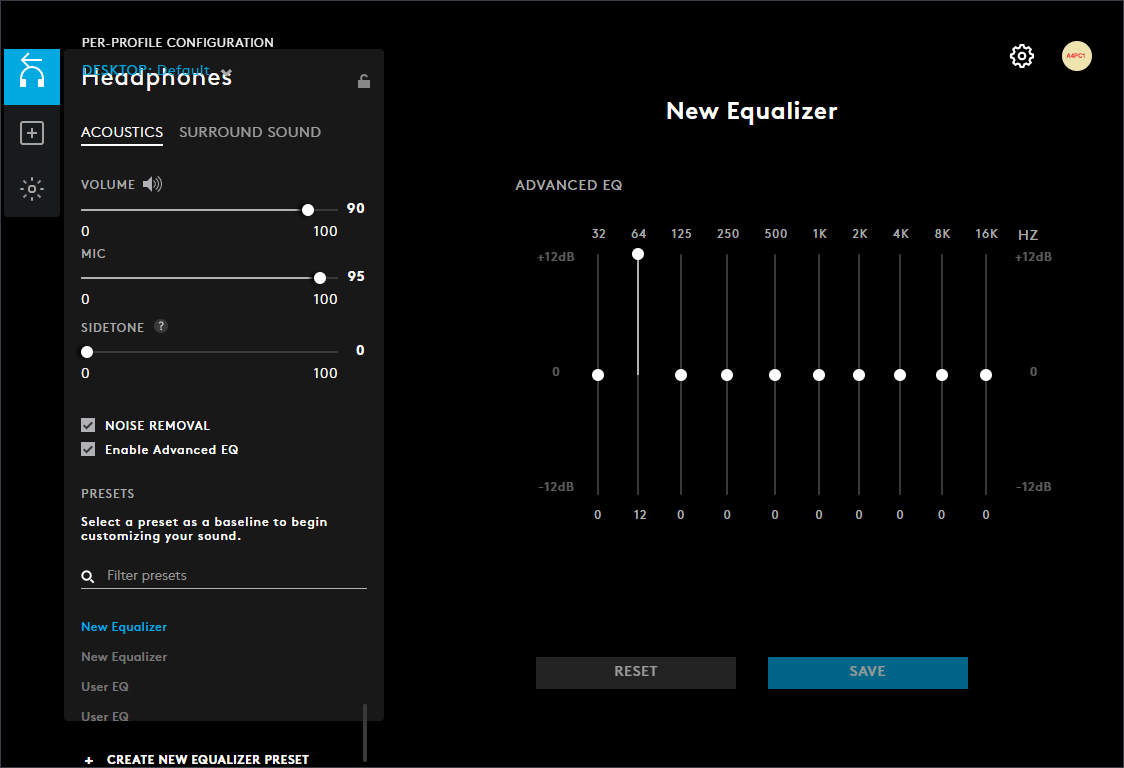 PER-PROFILE CONFIGURATION
DESKTOP: Default
Headphones
A4PC1
New Equalizer
ACOUSTICS SURROUND SOUND
VOLUME
90
0 100
MIC
95
0 100
SIDETONE ?
0
0 100
NOISE REMOVAL
Enable Advanced EQ
PRESETS
Select a preset as a baseline to begin
customizing your sound.
Filter presets
New Equalizer
New Equalizer
User EQ
User EQ
+ CREATE NEW EQUALIZER PRESET
ADVANCED EQ
32 64 125 250 500 1K 2K 4K 8K 16K HZ
+12dB +12dB
0 0
-12dB -12dB
0 12 0 0 0 0 0 0 0 0
RESET SAVE